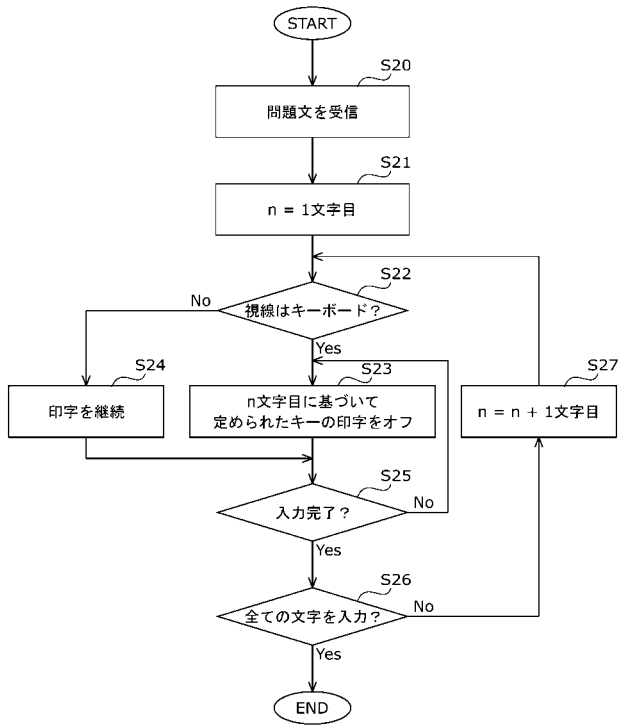 START
S20
問題文を受信
S21
n = 1文字目
S22
視線はキーボード?
No
Yes
S24
印字を継続
S23
n文字目に基づいて
定められたキーの印字をオフ
S27
n = n + 1文字目
S25
入力完了?
No
Yes
S26
全ての文字を入力?
No
Yes
END